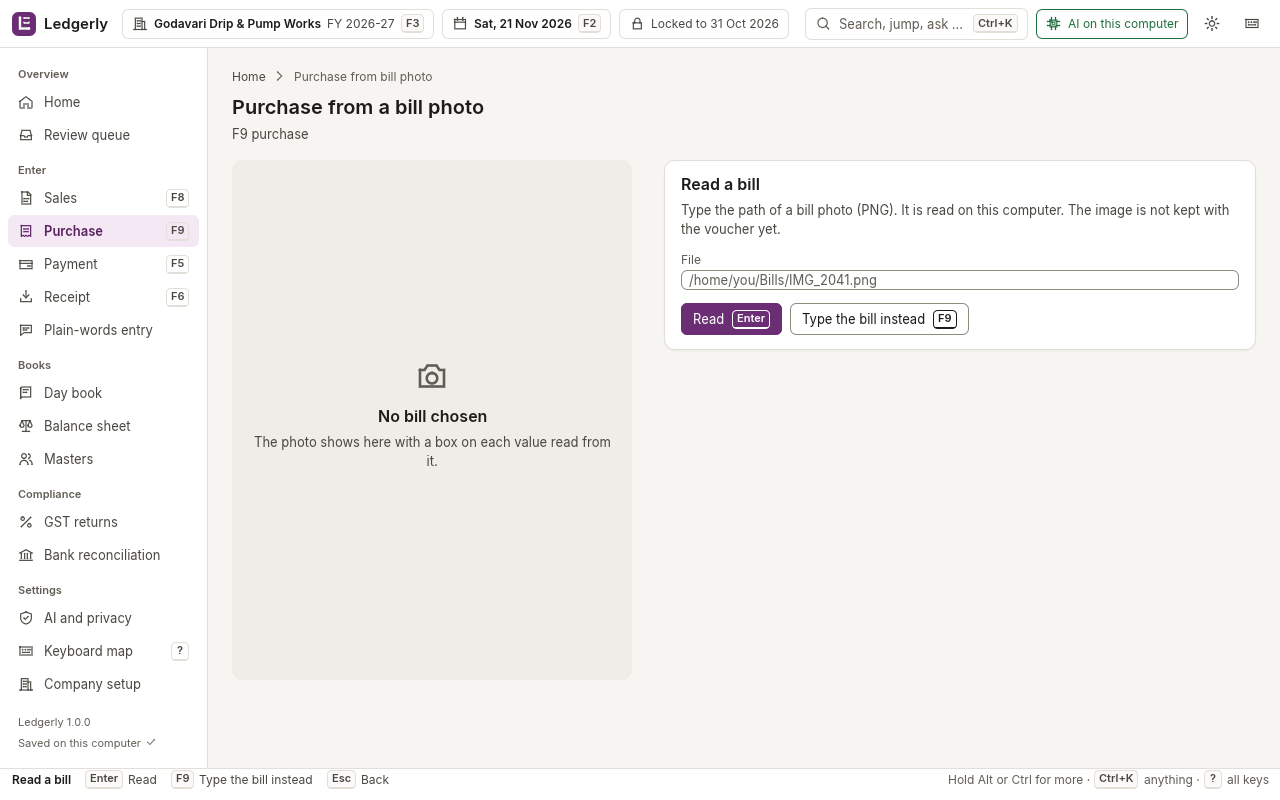 Ledgerly
Godavari Drip & Pump Works FY 2026-27 F3
Sat, 21 Nov 2026 F2
Locked to 31 Oct 2026
Search, jump, ask ... Ctrl+K
AI on this computer
Overview
Home
Review queue
Enter
Sales F8
Purchase F9
Payment F5
Receipt F6
Plain-words entry
Books
Day book
Balance sheet
Masters
Compliance
GST returns
Bank reconciliation
Settings
AI and privacy
Keyboard map ?
Company setup
Ledgerly 1.0.0
Saved on this computer
Home Purchase from bill photo
Purchase from a bill photo
F9 purchase
No bill chosen
The photo shows here with a box on each value read from
it.
Read a bill
Type the path of a bill photo (PNG). It is read on this computer. The image is not kept with
the voucher yet.
File
/home/you/Bills/IMG_2041.png
Read Enter
Type the bill instead F9
Read a bill Enter Read F9 Type the bill instead Esc Back
Hold Alt or Ctrl for more · Ctrl+K anything · ? all keys